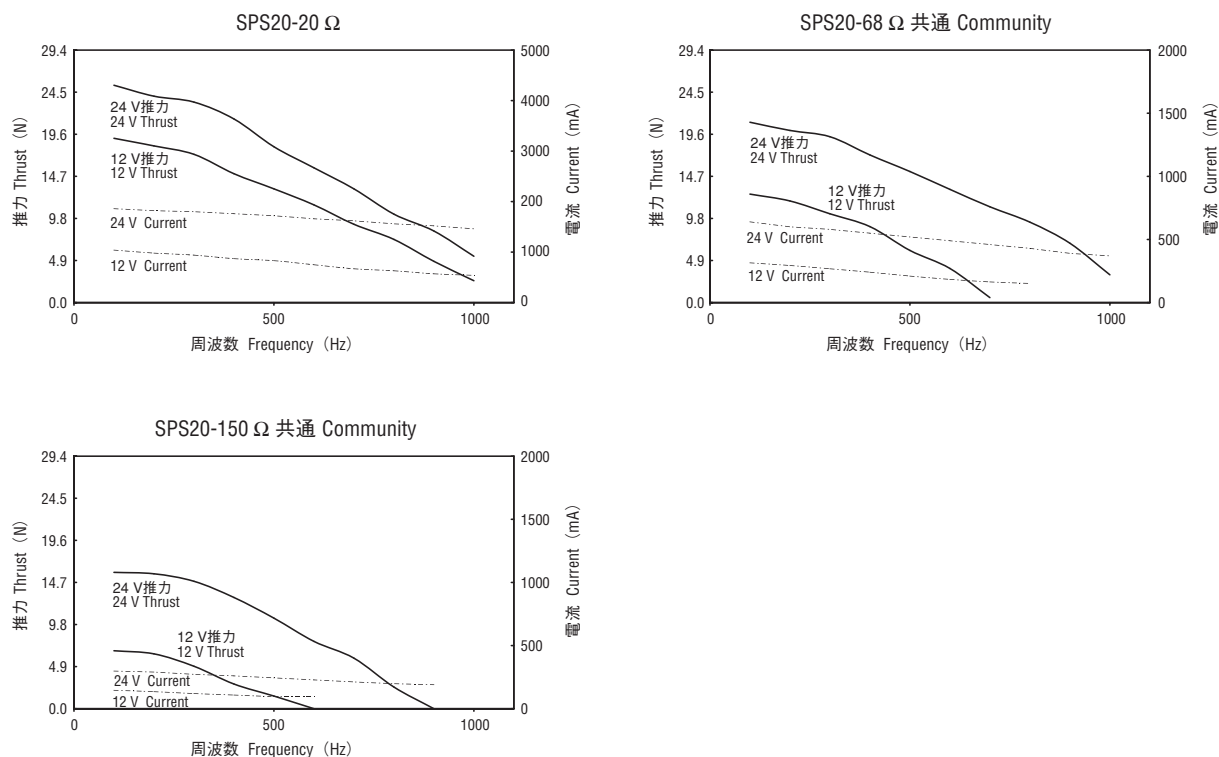 SPS20-20 Ω
29.4
24.5
19.6
14.7
9.8
4.9
0.0
推力 Thrust（N）
5000
4000
3000
2000
1000
0
電流 Current（mA）
24 V推力
24 V Thrust
12 V推力
12 V Thrust
24 V Current
12 V Current
0
500
1000
周波数 Frequency（Hz）
SPS20-68 Ω 共通 Community
29.4
24.5
19.6
14.7
9.8
4.9
0.0
推力 Thrust（N）
2000
1500
1000
500
0
電流 Current（mA）
24 V推力
24 V Thrust
12 V推力
12 V Thrust
24 V Current
12 V Current
0
500
1000
周波数 Frequency（Hz）
SPS20-150 Ω 共通 Community
29.4
24.5
19.6
14.7
9.8
4.9
0.0
推力 Thrust（N）
2000
1500
1000
500
0
電流 Current（mA）
24 V推力
24 V Thrust
12 V推力
12 V Thrust
24 V Current
12 V Current
0
500
1000
周波数 Frequency（Hz）